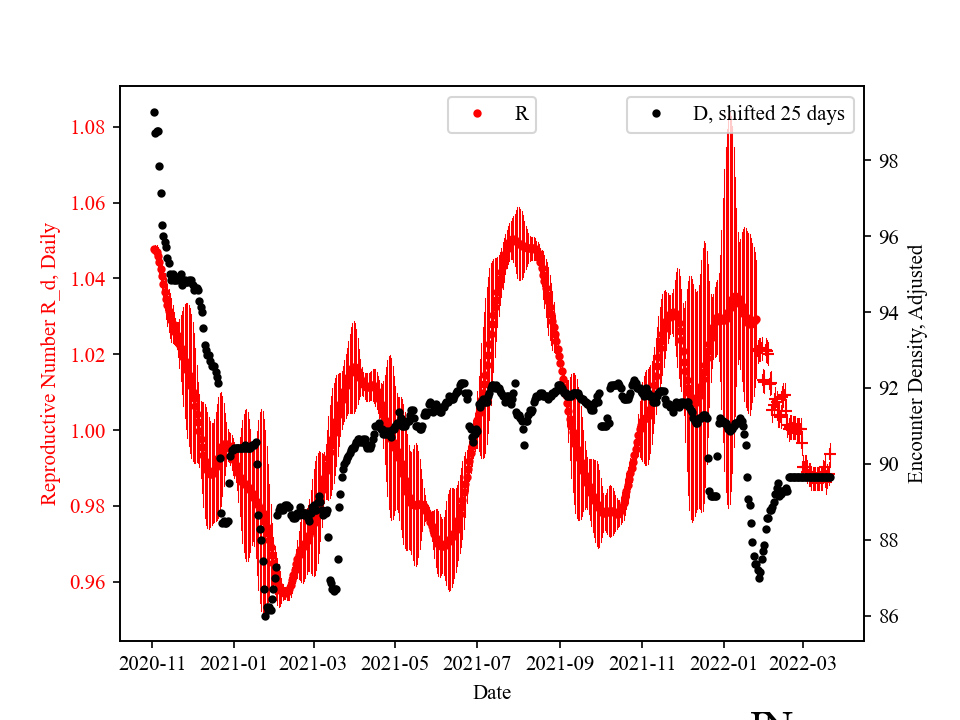 R
D, shifted 25 days
1.08
1.06
1.04
1.02
1.00
0.98
0.96
Reproductive Number R_d, Daily
98
96
94
92
90
88
86
Encounter Density, Adjusted
2020-11 2021-01 2021-03 2021-05 2021-07 2021-09 2021-11 2022-01 2022-03
Date